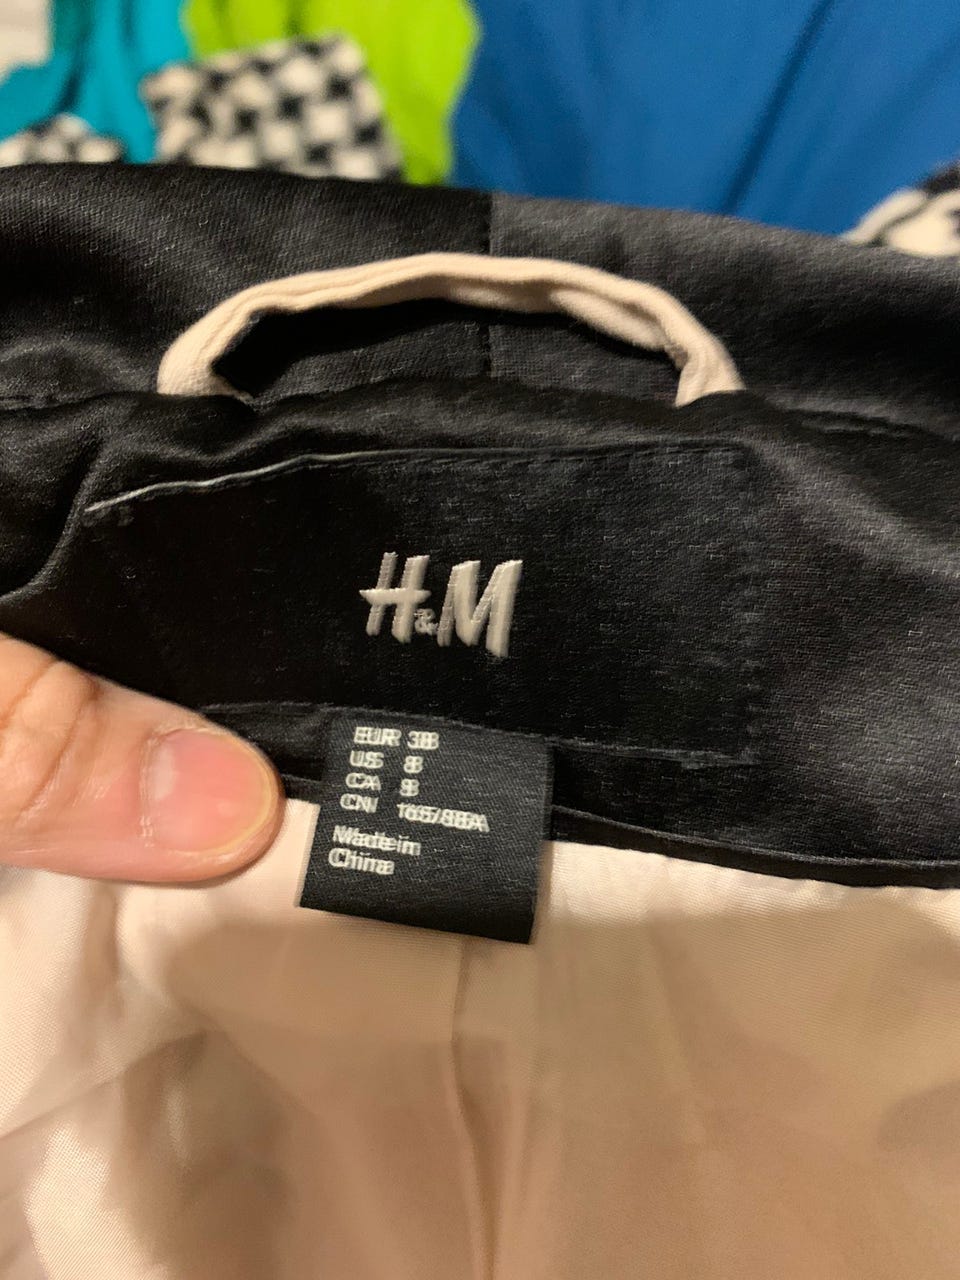 H&M
EUR 38
US 8
CA 8
CN 165/88A
Made in
China